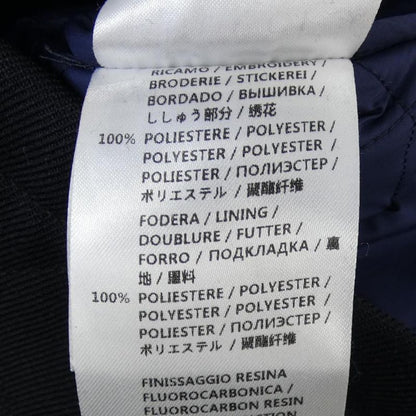 RICAMO / EMBROIDERY /
BRODERIE / STICKEREI /
BORDADO / ВЫШИВКА /
ししゅう部分 / 绣花
100% POLIESTERE / POLYESTER /
POLYESTER / POLYESTER /
POLIESTER / ПОЛИЭСТЕР /
ポリエステル / 聚酯纤维
FODERA / LINING /
DOUBLURE / FUTTER /
FORRO / ПОДКЛАДКА / 裏
地 / 里料
100% POLIESTERE / POLYESTER /
POLYESTER / POLYESTER /
POLIESTER / ПОЛИЭСТЕР /
ポリエステル / 聚酯纤维
FINISSAGGIO RESINA
FLUOROCARBONICA /
FLUOROCARBON RESIN